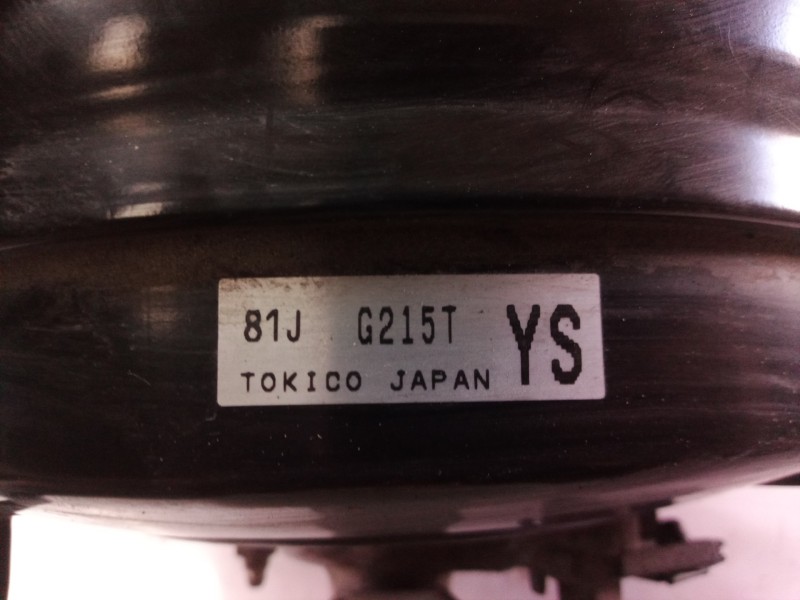 81J G215T YS
TOKICO JAPAN